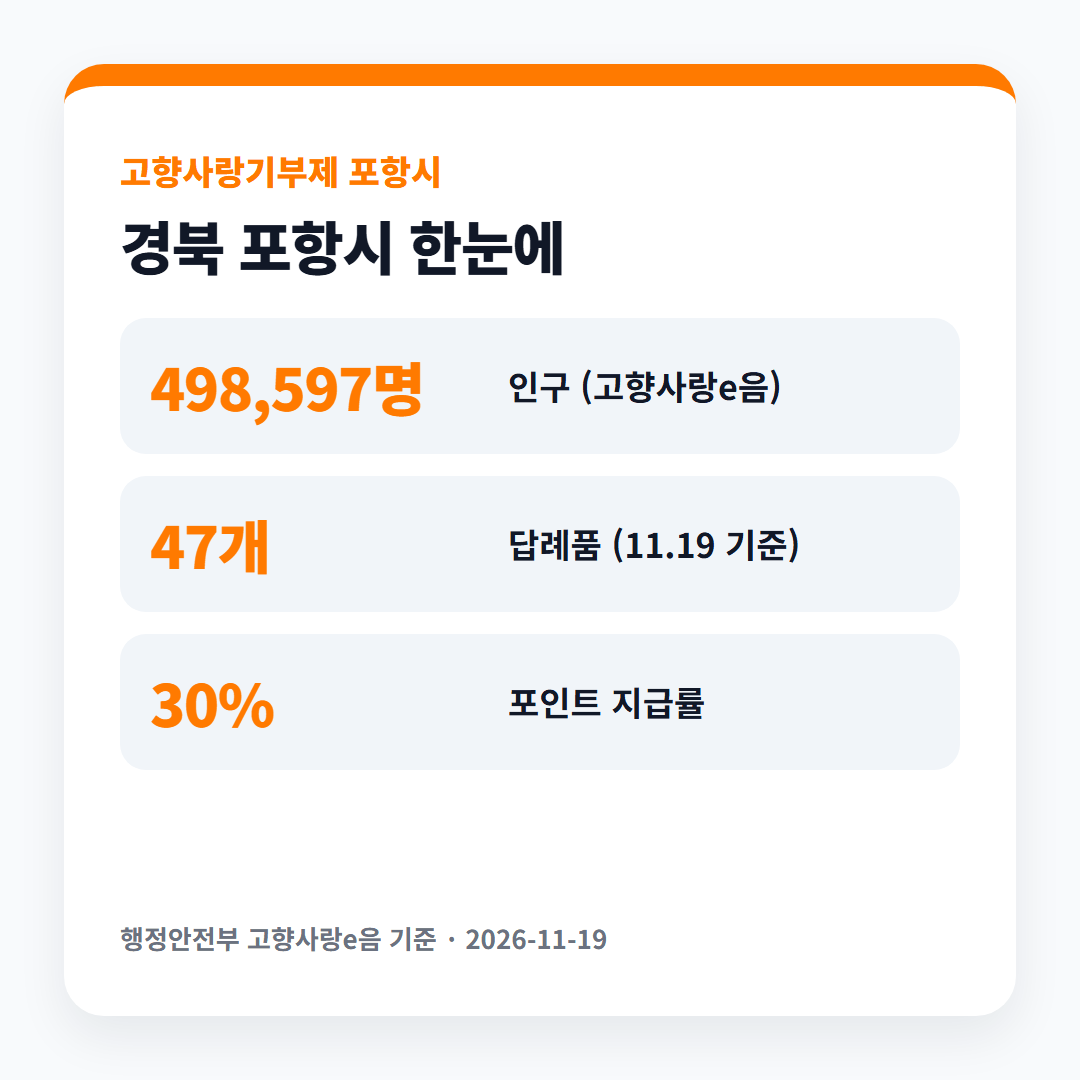 고향사랑기부제 포항시
경북 포항시 한눈에
498,597명 인구 (고향사랑e음)
47개 답례품 (11.19 기준)
30% 포인트 지급률
행정안전부 고향사랑e음 기준 · 2026-11-19